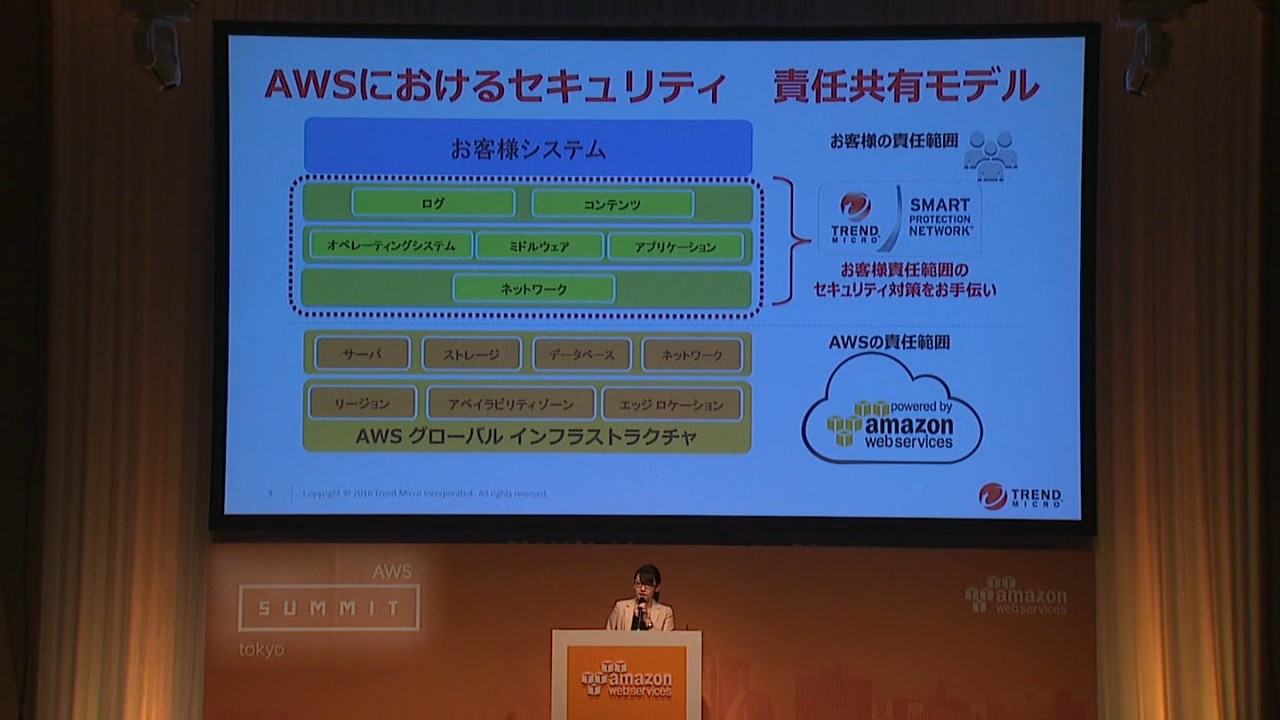 AWSにおけるセキュリティ 責任共有モデル
お客様システム
お客様の責任範囲
ログ
コンテンツ
オペレーティングシステム
ミドルウェア
アプリケーション
ネットワーク
TREND
MICRO
SMART
PROTECTION
NETWORK
お客様責任範囲の
セキュリティ対策をお手伝い
サーバ
ストレージ
データベース
ネットワーク
リージョン
アベイラビリティゾーン
エッジ ロケーション
AWS グローバル インフラストラクチャ
AWSの責任範囲
powered by
amazon
web services
3
Copyright © 2016 Trend Micro Incorporated. All rights reserved.
TREND
MICRO
AWS
SUMMIT
tokyo
amazon
web services
amazon
web services